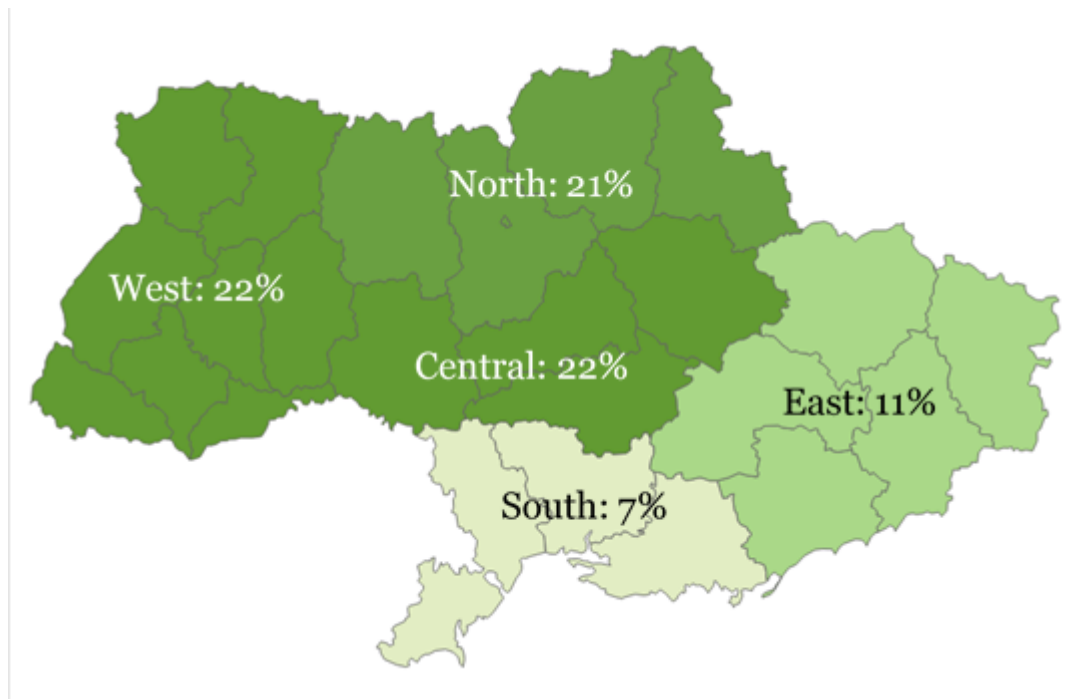 North: 21%
West: 22%
Central: 22%
East: 11%
South: 7%